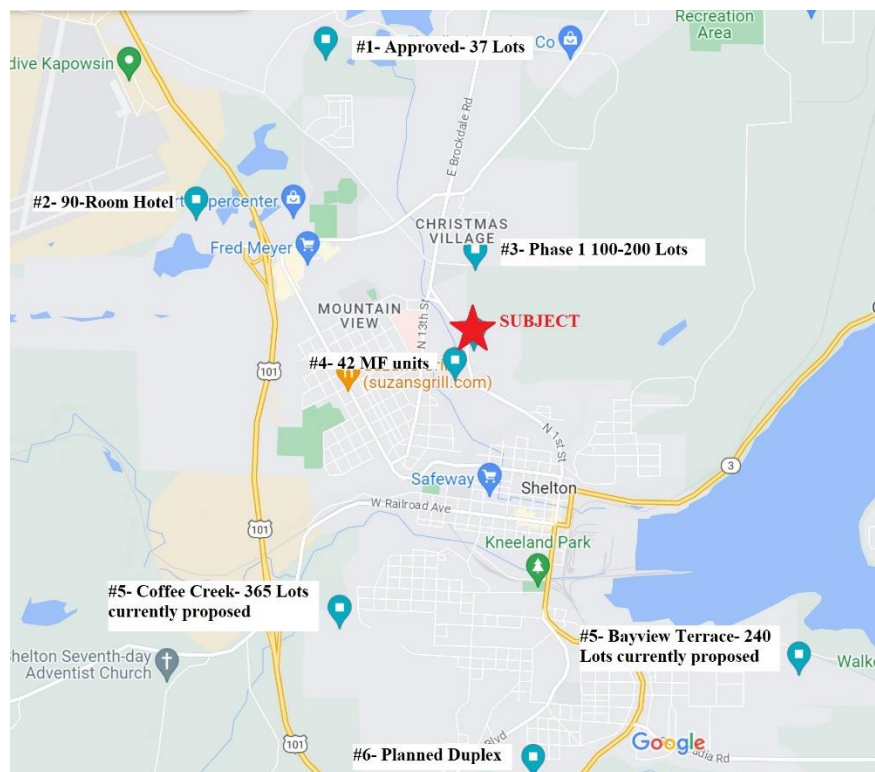 Recreation
Area
#1- Approved- 37 Lots
Co
dive Kapowsin
E Brockdale Rd
#2- 90-Room Hotel
percenter
CHRISTMAS
VILLAGE
Fred Meyer
#3- Phase 1 100-200 Lots
MOUNTAIN
VIEW
N 13th St
SUBJECT
#4- 42 MF units
(suzansgrill.com)
101
N 1st St
3
Safeway
Shelton
W Railroad Ave
101
Kneeland Park
#5- Coffee Creek- 365 Lots
currently proposed
#5- Bayview Terrace- 240
Lots currently proposed
Shelton Seventh-day
Adventist Church
Walke
101
#6- Planned Duplex
Blvd
Google
adia Rd